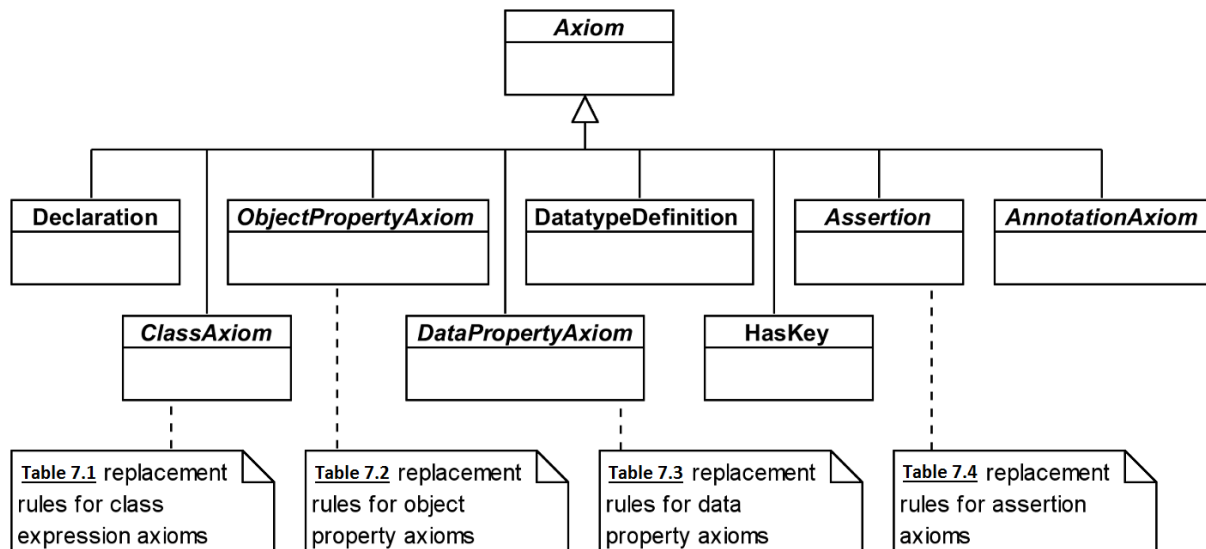 Axiom
Declaration
ObjectPropertyAxiom
DatatypeDefinition
Assertion
AnnotationAxiom
ClassAxiom
DataPropertyAxiom
HasKey
Table 7.1 replacement
rules for class
expression axioms
Table 7.2 replacement
rules for object
property axioms
Table 7.3 replacement
rules for data
property axioms
Table 7.4 replacement
rules for assertion
axioms